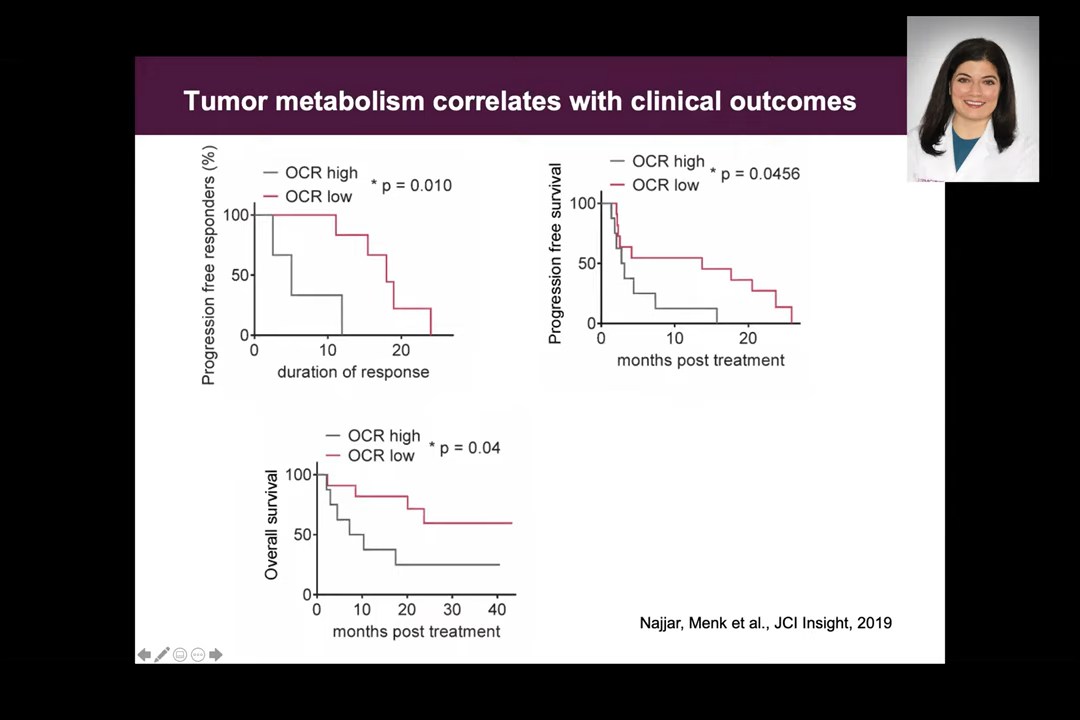 Tumor metabolism correlates with clinical outcomes
Progression free responders (%)
OCR high
OCR low
* p = 0.010
100
50
0
0 10 20
duration of response
Progression free survival
OCR high
OCR low
* p = 0.0456
100
50
0
0 10 20
months post treatment
Overall survival
OCR high
OCR low
* p = 0.04
100
50
0
0 10 20 30 40
months post treatment
Najjar, Menk et al., JCI Insight, 2019